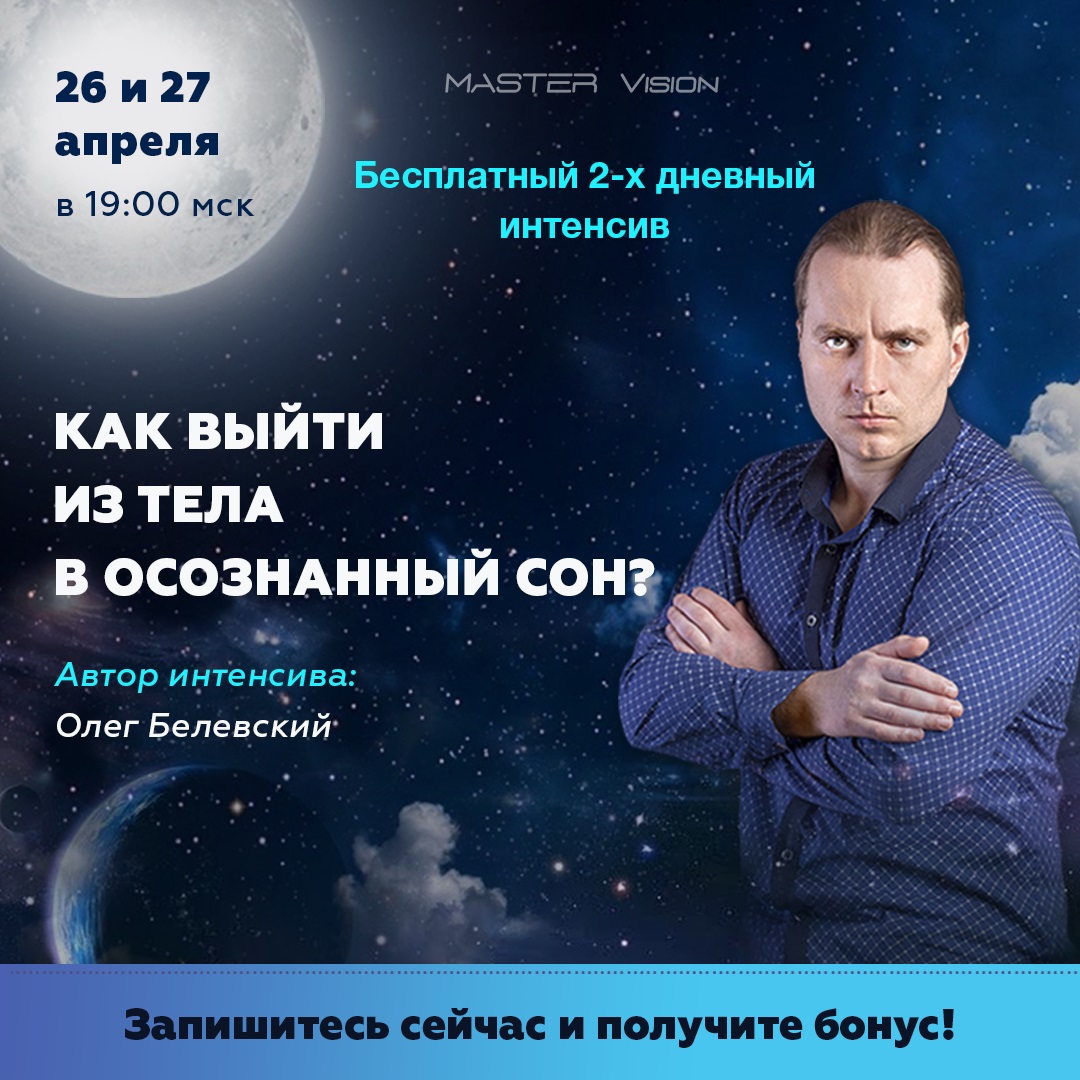 26 и 27
апреля
в 19:00 мск
MASTER VISION
Бесплатный 2-х дневный
интенсив
КАК ВЫЙТИ
ИЗ ТЕЛА
В ОСОЗНАННЫЙ СОН?
Автор интенсива:
Олег Белевский
Запишитесь сейчас и получите бонус!